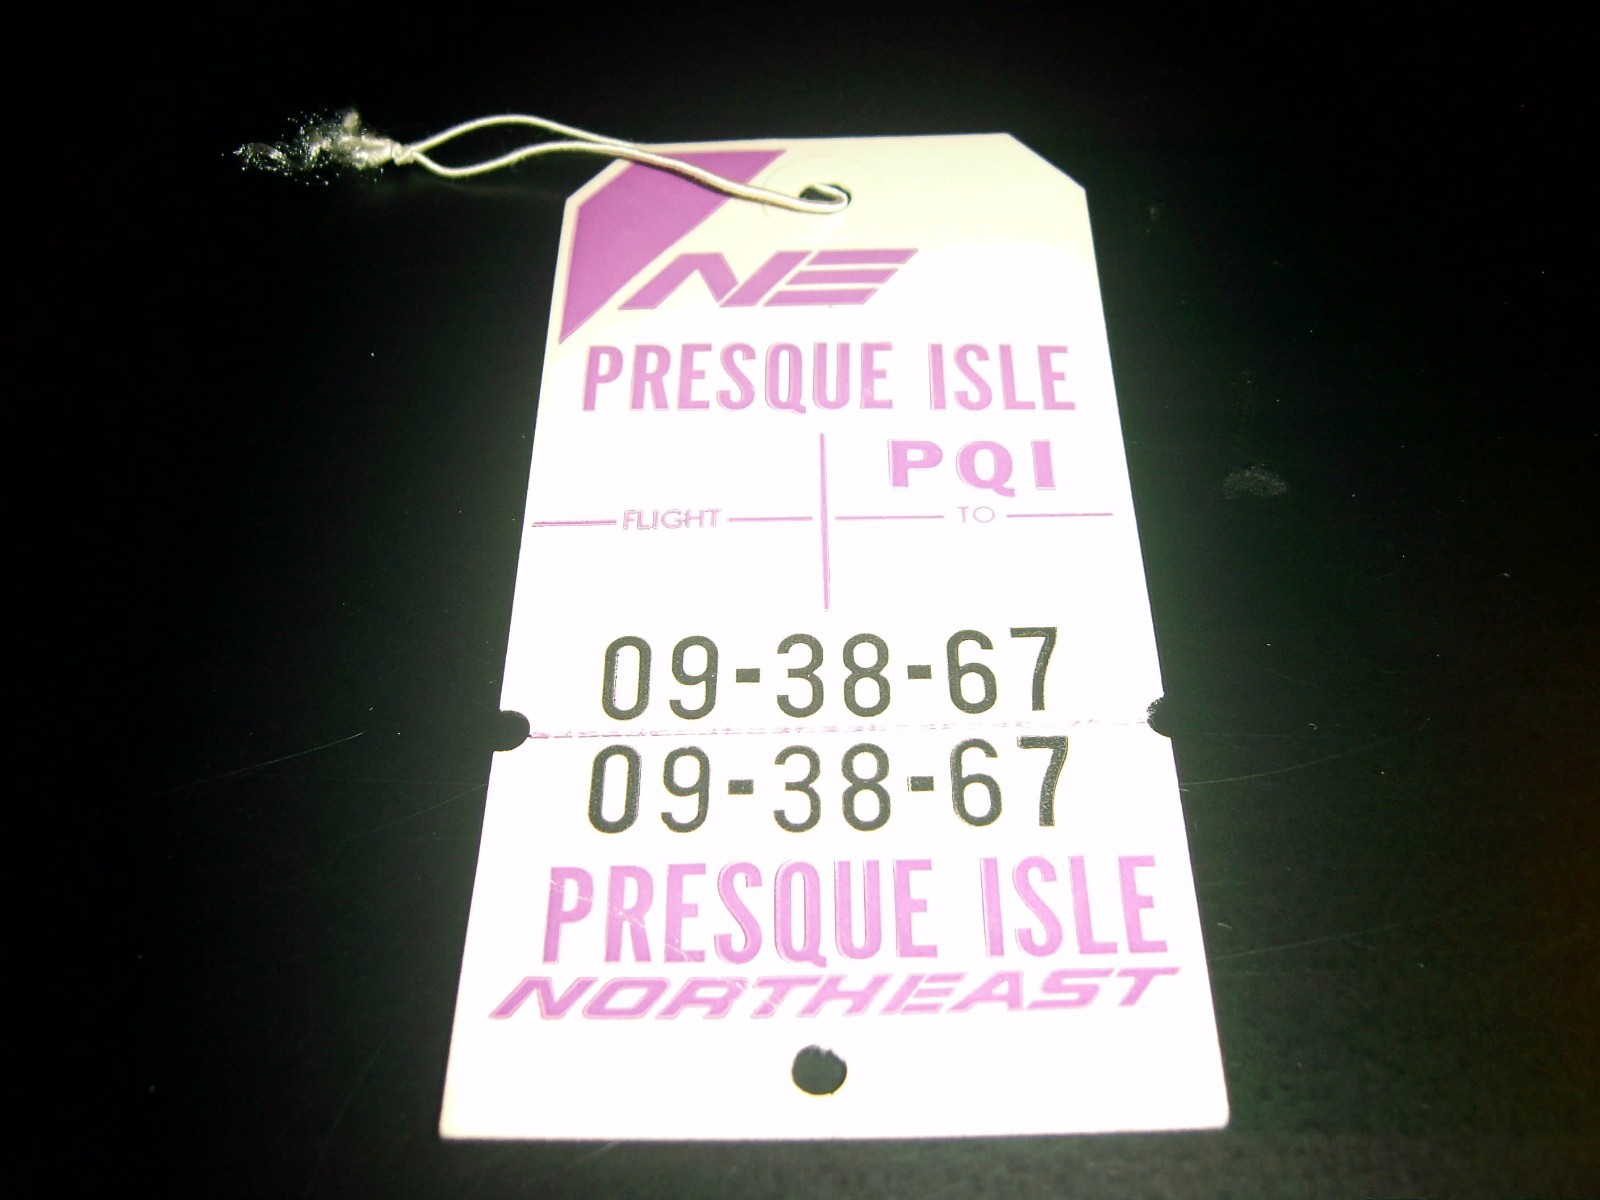 NE
PRESQUE ISLE
PQI
FLIGHT TO
09-38-67
09-38-67
PRESQUE ISLE
NORTHEAST